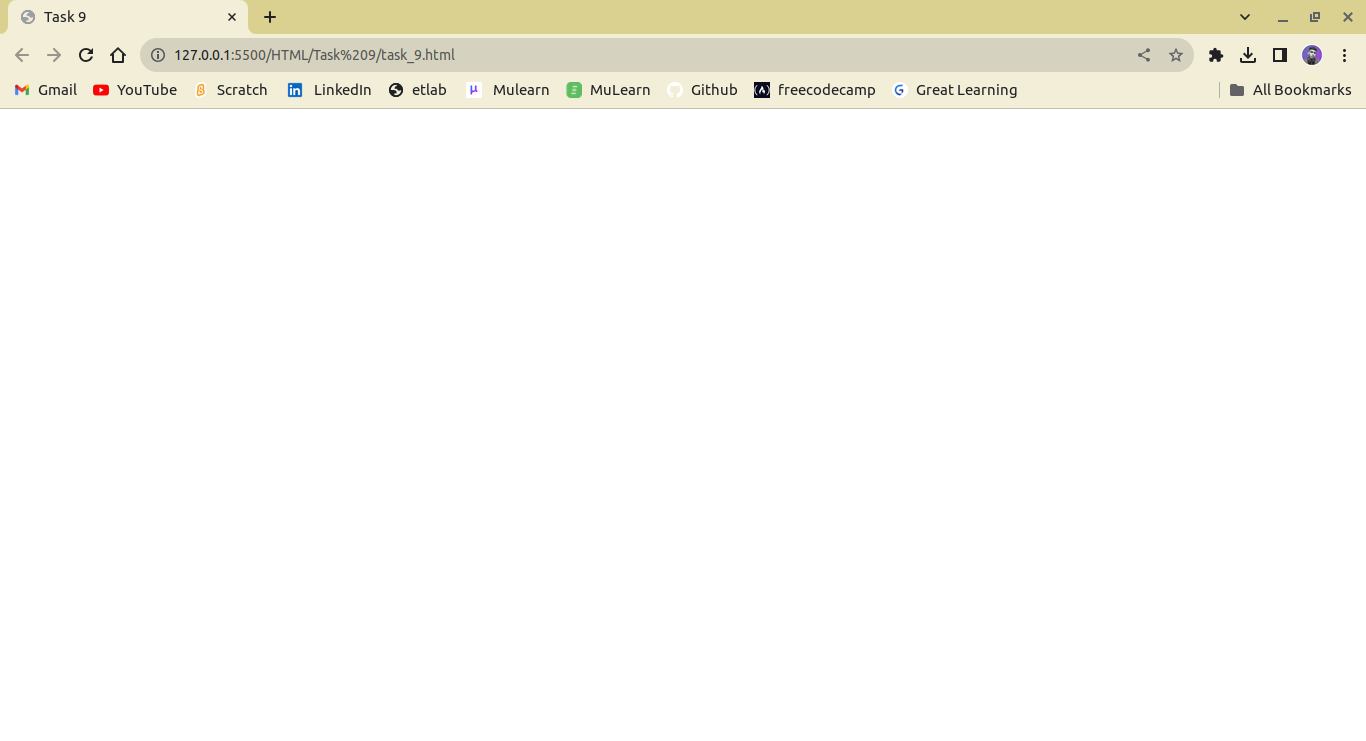 Task 9
127.0.0.1:5500/HTML/Task%209/task_9.html
Gmail YouTube Scratch LinkedIn etlab Mulearn MuLearn Github freecodecamp Great Learning All Bookmarks